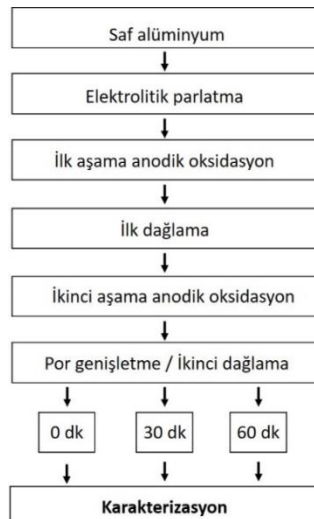 Saf alüminyum
Elektrolitik parlatma
İlk aşama anodik oksidasyon
İlk dağlama
İkinci aşama anodik oksidasyon
Por genişletme / İkinci dağlama
0 dk 30 dk 60 dk
Karakterizasyon